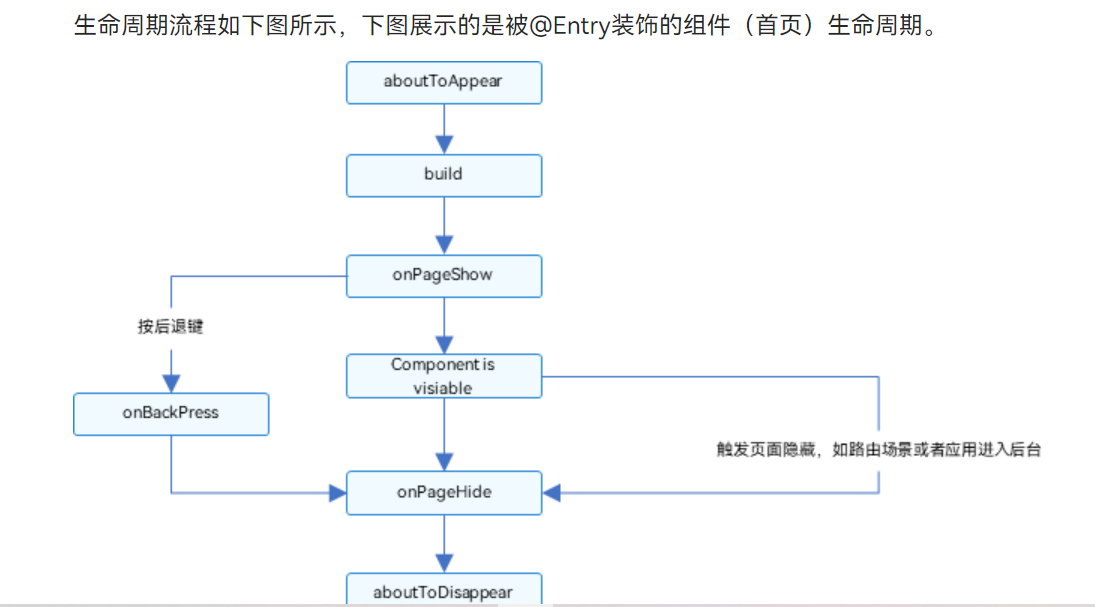 生命周期流程如下图所示，下图展示的是被@Entry装饰的组件（首页）生命周期。
aboutToAppear
build
onPageShow
按后退键
Component is
visiable
onBackPress
触发页面隐藏，如路由场景或者应用进入后台
onPageHide
aboutToDisappear